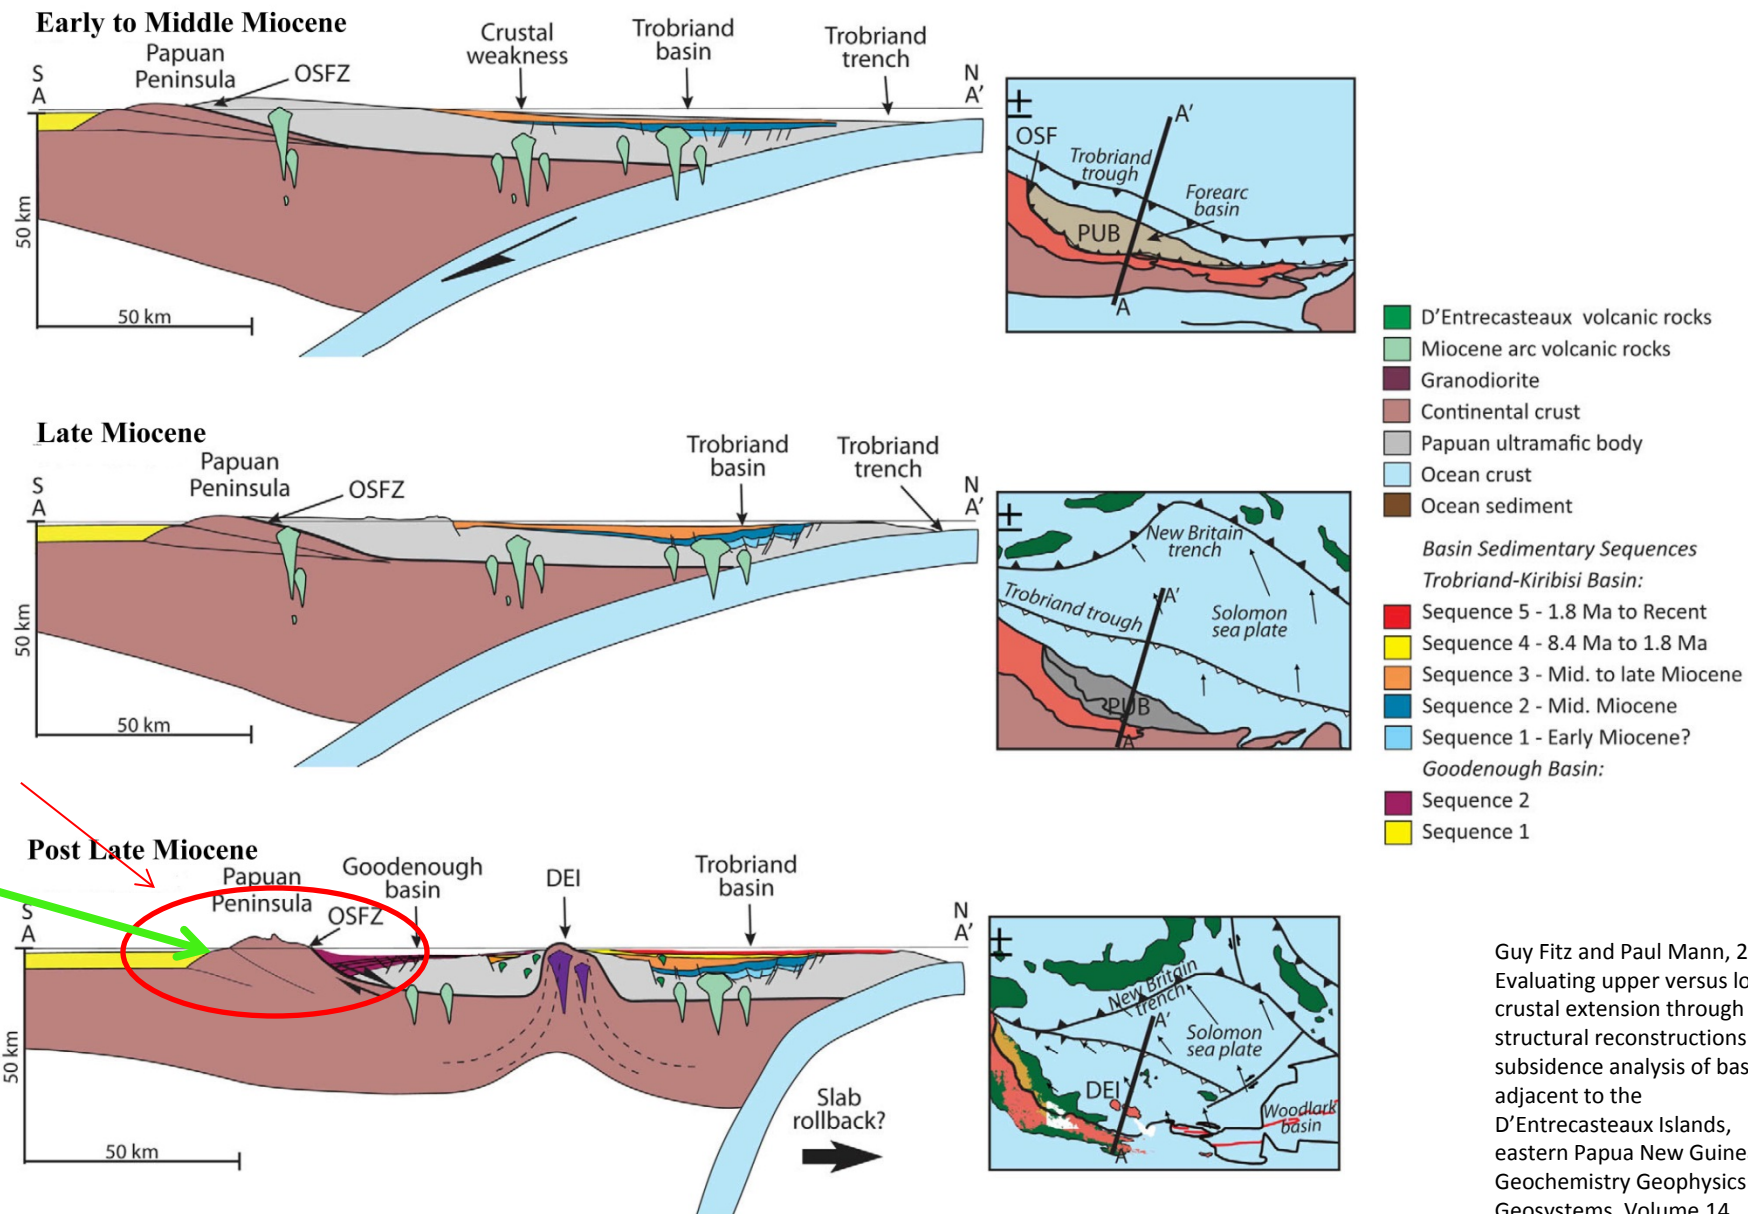 Early to Middle Miocene
Papuan
Peninsula
OSFZ
Crustal
weakness
Trobriand
basin
Trobriand
trench
S
A
N
A'
50 km
50 km
A'
OSF
Trobriand
trough
Forearc
basin
PUB
A
Late Miocene
Papuan
Peninsula
OSFZ
Trobriand
basin
Trobriand
trench
S
A
N
A'
50 km
50 km
New Britain
trench
A'
Trobriand trough
Solomon
sea plate
PUB
A
Post Late Miocene
Papuan
Peninsula
OSFZ
Goodenough
basin
DEI
Trobriand
basin
S
A
N
A'
50 km
50 km
Slab
rollback?
New Britain
trench
A'
Solomon
sea plate
DEI
Woodlark
basin
A
D'Entrecasteaux volcanic rocks
Miocene arc volcanic rocks
Granodiorite
Continental crust
Papuan ultramafic body
Ocean crust
Ocean sediment
Basin Sedimentary Sequences
Trobriand-Kiribisi Basin:
Sequence 5 - 1.8 Ma to Recent
Sequence 4 - 8.4 Ma to 1.8 Ma
Sequence 3 - Mid. to late Miocene
Sequence 2 - Mid. Miocene
Sequence 1 - Early Miocene?
Goodenough Basin:
Sequence 2
Sequence 1
Guy Fitz and Paul Mann, 2
Evaluating upper versus lo
crustal extension through
structural reconstructions
subsidence analysis of bas
adjacent to the
D'Entrecasteaux Islands,
eastern Papua New Guine
Geochemistry Geophysics
Geosystems, Volume 14